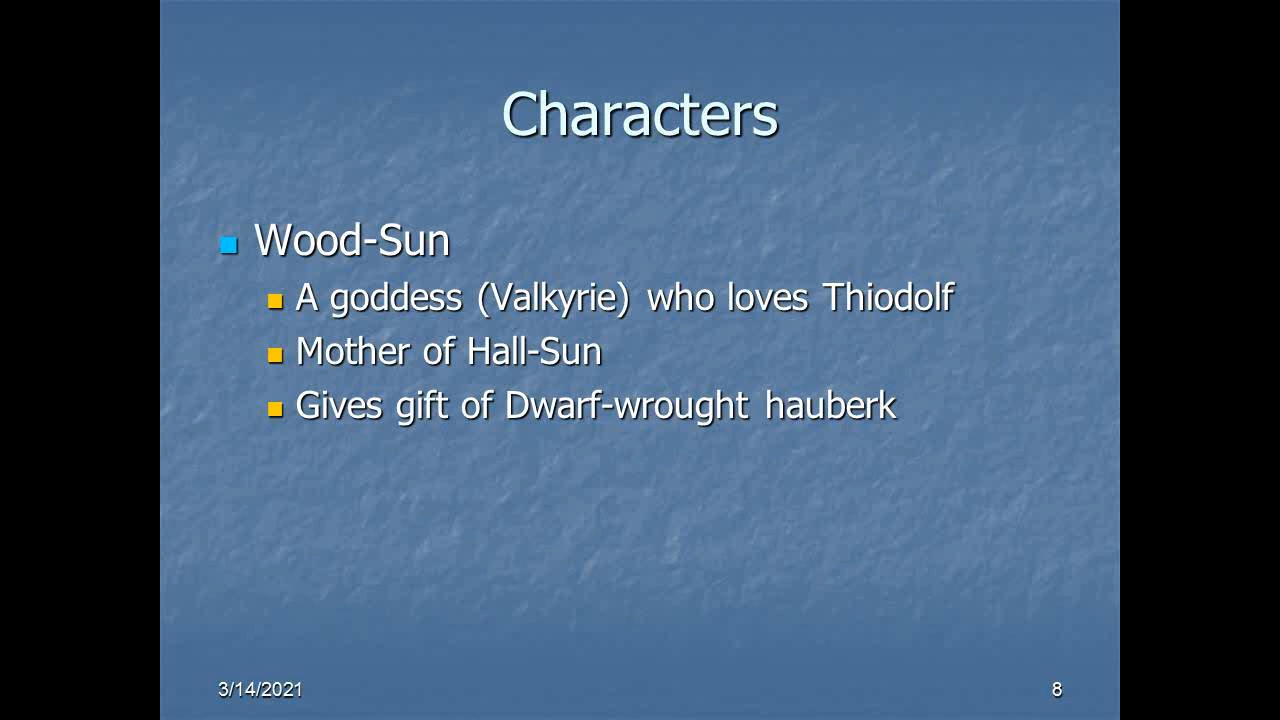 Characters
Wood-Sun
A goddess (Valkyrie) who loves Thiodolf
Mother of Hall-Sun
Gives gift of Dwarf-wrought hauberk
3/14/2021
8